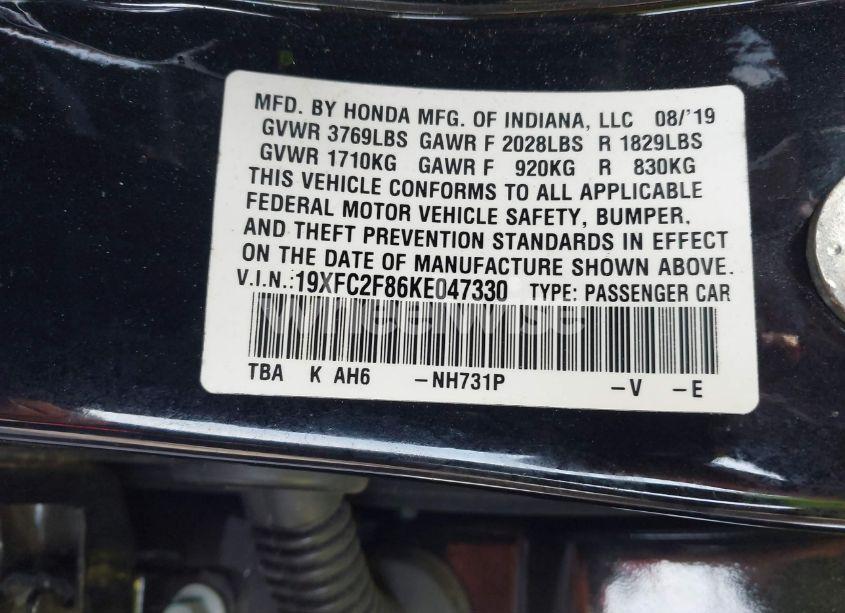 MFD. BY HONDA MFG. OF INDIANA, LLC 08/'19
GVWR 3769LBS GAWR F 2028LBS R 1829LBS
GVWR 1710KG GAWR F 920KG R 830KG
THIS VEHICLE CONFORMS TO ALL APPLICABLE
FEDERAL MOTOR VEHICLE SAFETY, BUMPER,
AND THEFT PREVENTION STANDARDS IN EFFECT
ON THE DATE OF MANUFACTURE SHOWN ABOVE.
V.I.N.:19XFC2F86KE047330 TYPE: PASSENGER CAR
Wheelwise
TBA K AH6 -NH731P -V -E